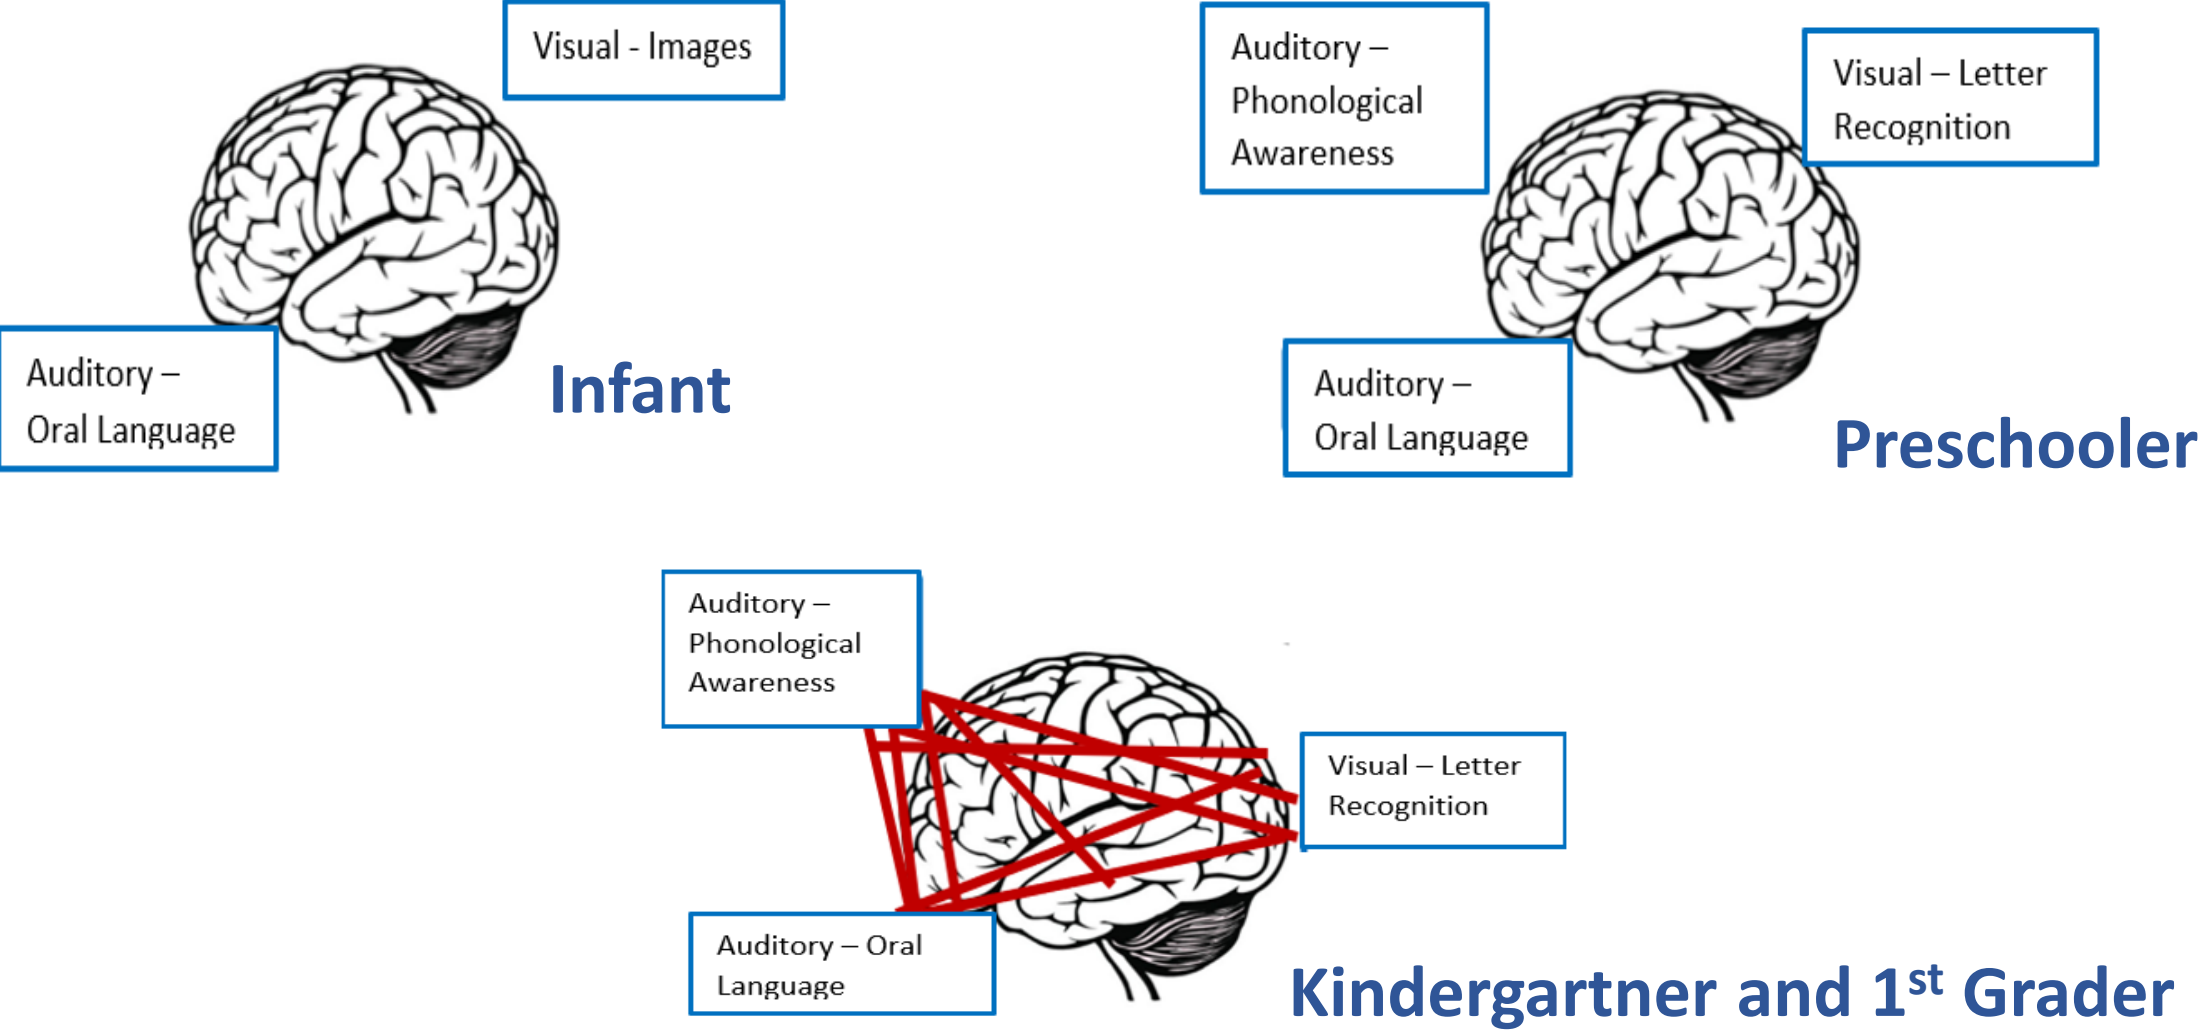 Visual - Images
Auditory –
Oral Language
Infant
Auditory –
Phonological
Awareness
Visual – Letter
Recognition
Auditory –
Oral Language
Preschooler
Auditory –
Phonological
Awareness
Visual – Letter
Recognition
Auditory – Oral
Language
Kindergartner and 1st Grader